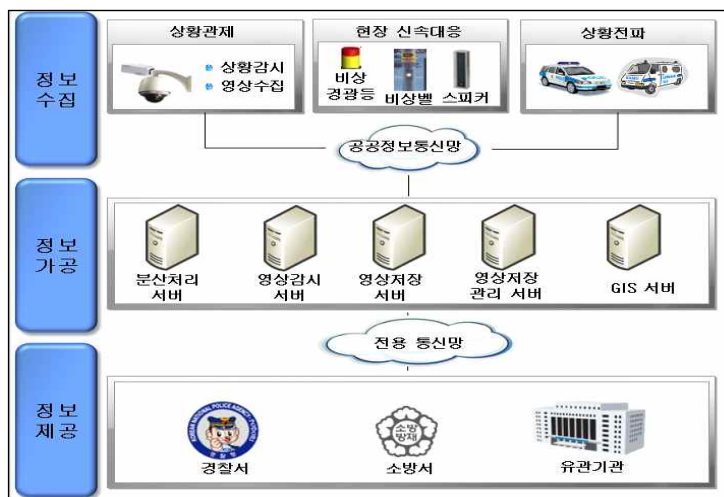 상황관제
현장 신속대응
상황전파
정보
수집
상황감시
영상수집
비상
경광등
비상벨
스피커
공공정보통신망
정보
가공
분산처리
서버
영상감시
서버
영상저장
서버
영상저장
관리 서버
GIS 서버
전용 통신망
정보
제공
소방
방재
경찰서
소방서
유관기관